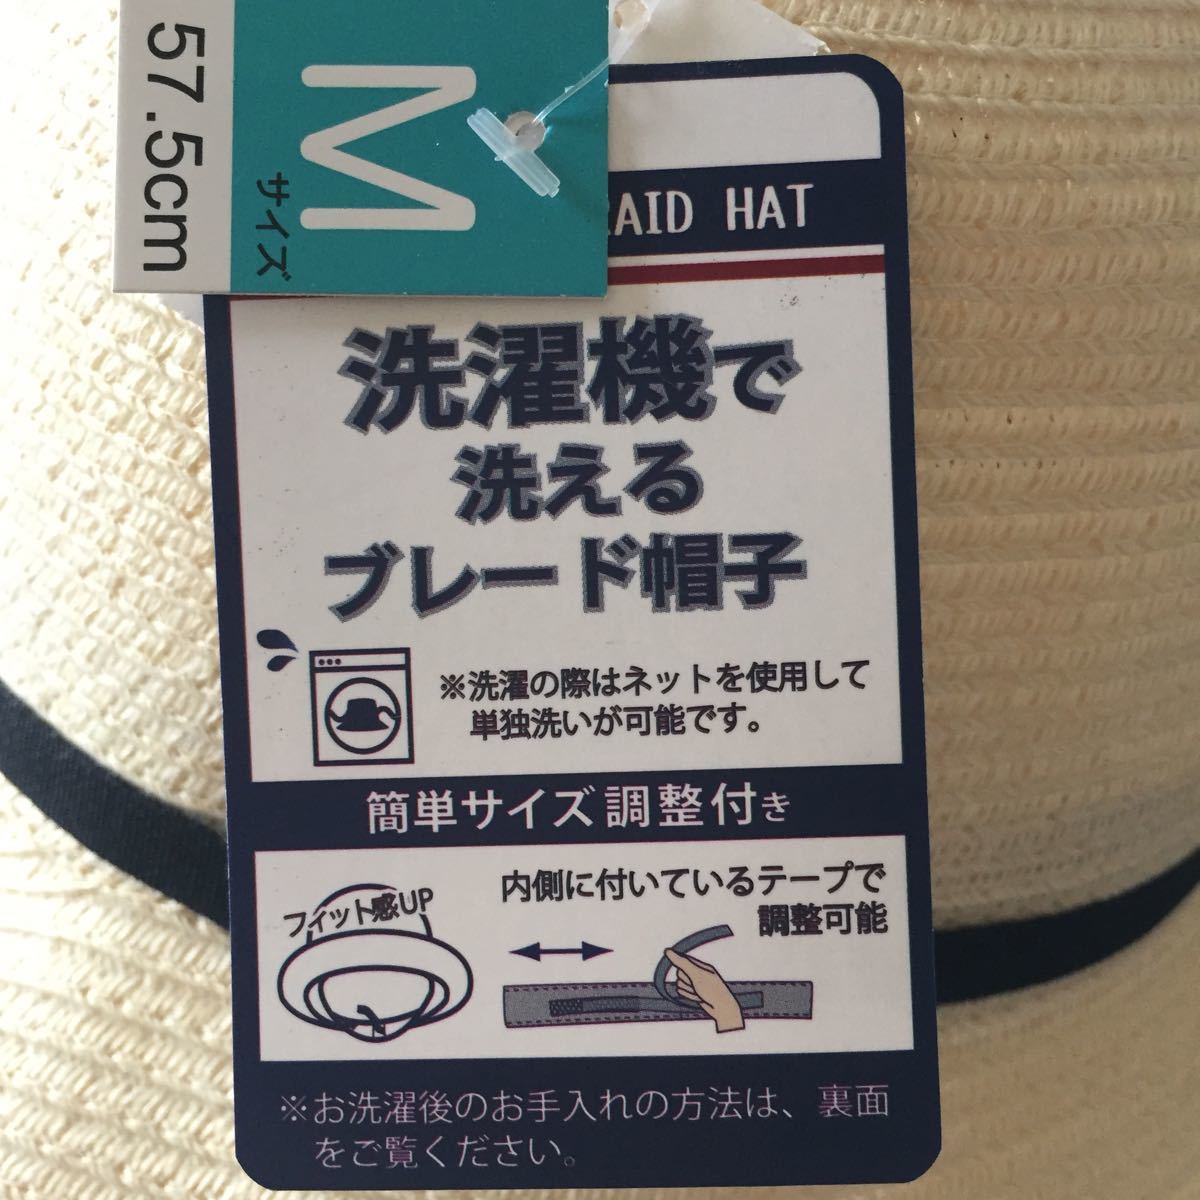 M
サイズ
57.5cm
RAID HAT
洗濯機で
洗える
ブレード帽子
※洗濯の際はネットを使用して
単独洗いが可能です。
簡単サイズ調整付き
フィット感UP
内側に付いているテープで
調整可能
※お洗濯後のお手入れの方法は、裏面
をご覧ください。